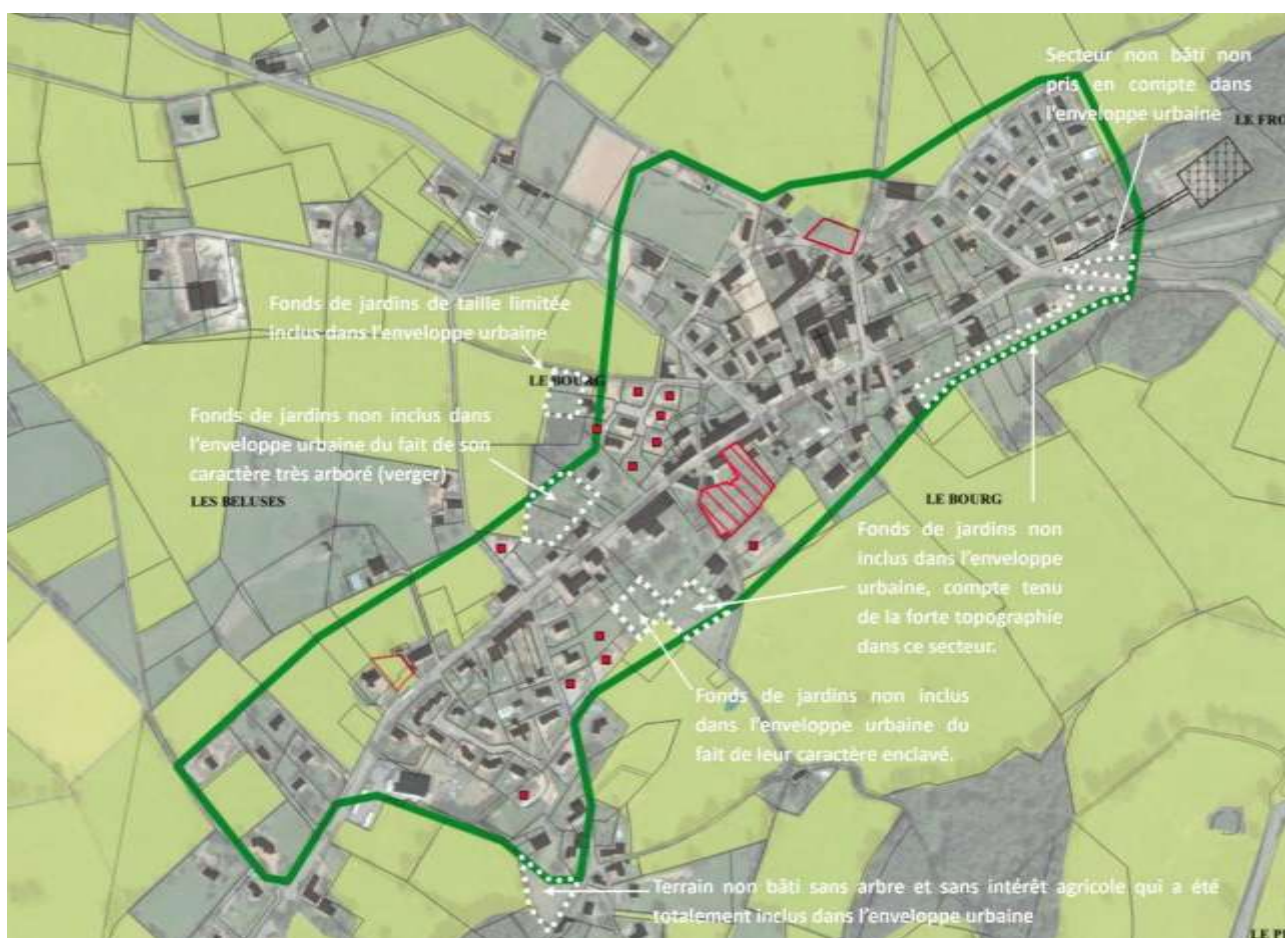 Secteur non bâti non
pris en compte dans
l'enveloppe urbaine
LE FRO
Fonds de jardins de taille limitée
inclus dans l'enveloppe urbaine
LE BOURG
Fonds de jardins non inclus dans
l'enveloppe urbaine du fait de son
caractère très arboré (verger)
LES BELUSES
LE BOURG
Fonds de jardins non
inclus dans l'enveloppe
urbaine, compte tenu
de la forte topographie
dans ce secteur.
Fonds de jardins non inclus
dans l'enveloppe urbaine du
fait de leur caractère enclavé.
Terrain non bâti sans arbre et sans intérêt agricole qui a été
totalement inclus dans l'enveloppe urbaine